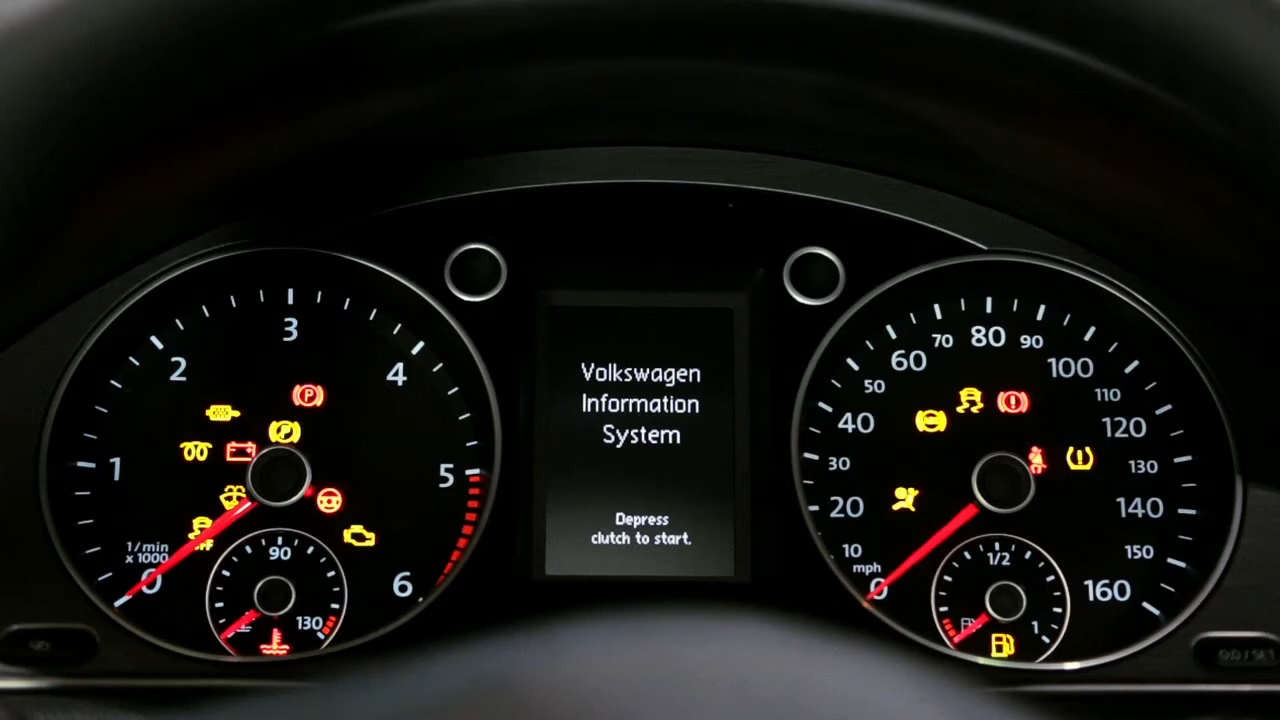 1
2
3
4
5
6
0
1/min
x 1000
90
130
P
P
OFF
Volkswagen
Information
System
Depress
clutch to start.
0
10
20
30
40
50
60
70
80
90
100
110
120
130
140
150
160
mph
1/2
1